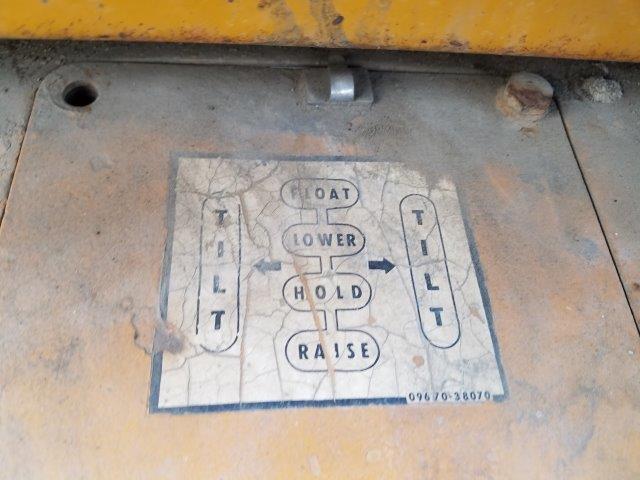 FLOAT
LOWER
HOLD
RAISE
TILT
TILT
09670-38070